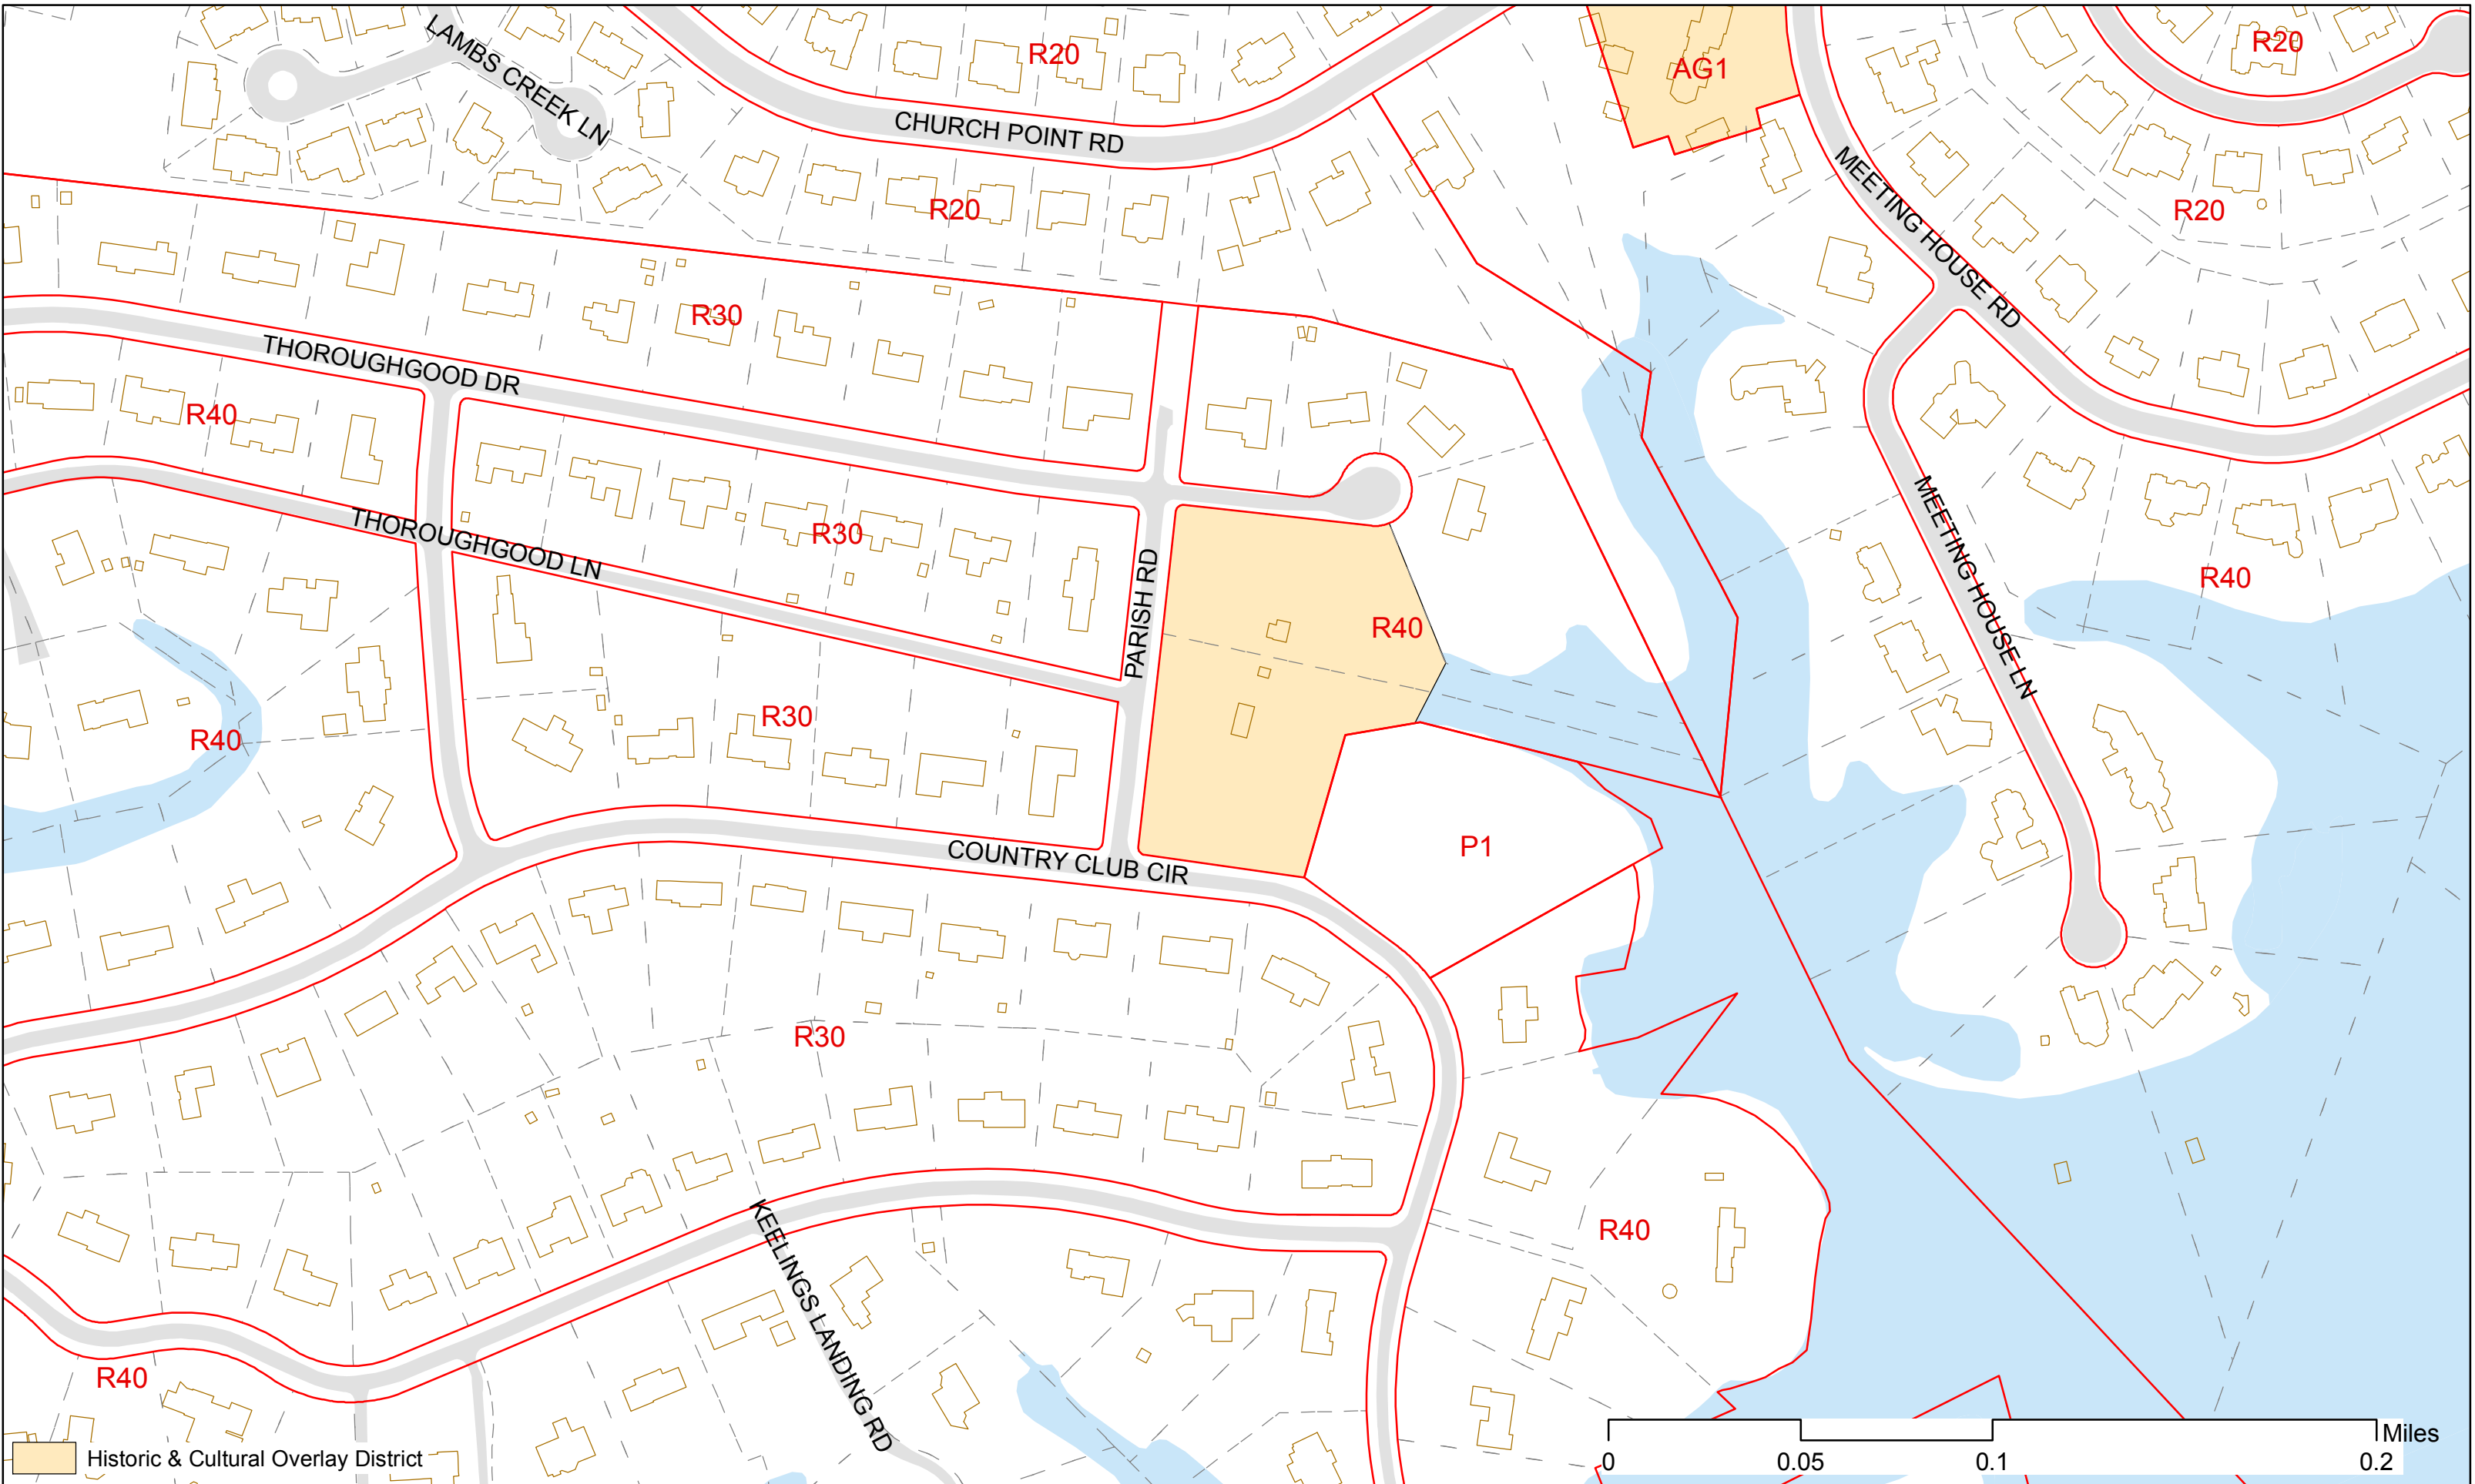 LAMBS CREEK LN
R20
R20
AG1
CHURCH POINT RD
MEETING HOUSE RD
R20
R20
R30
THOROUGHGOOD DR
R40
THOROUGHGOOD LN
R30
PARISH RD
MEETING HOUSE LN
R40
R40
R30
R40
P1
COUNTRY CLUB CIR
R30
KEELINGS LANDING RD
R40
R40
Historic & Cultural Overlay District
Miles
0 0.05 0.1 0.2